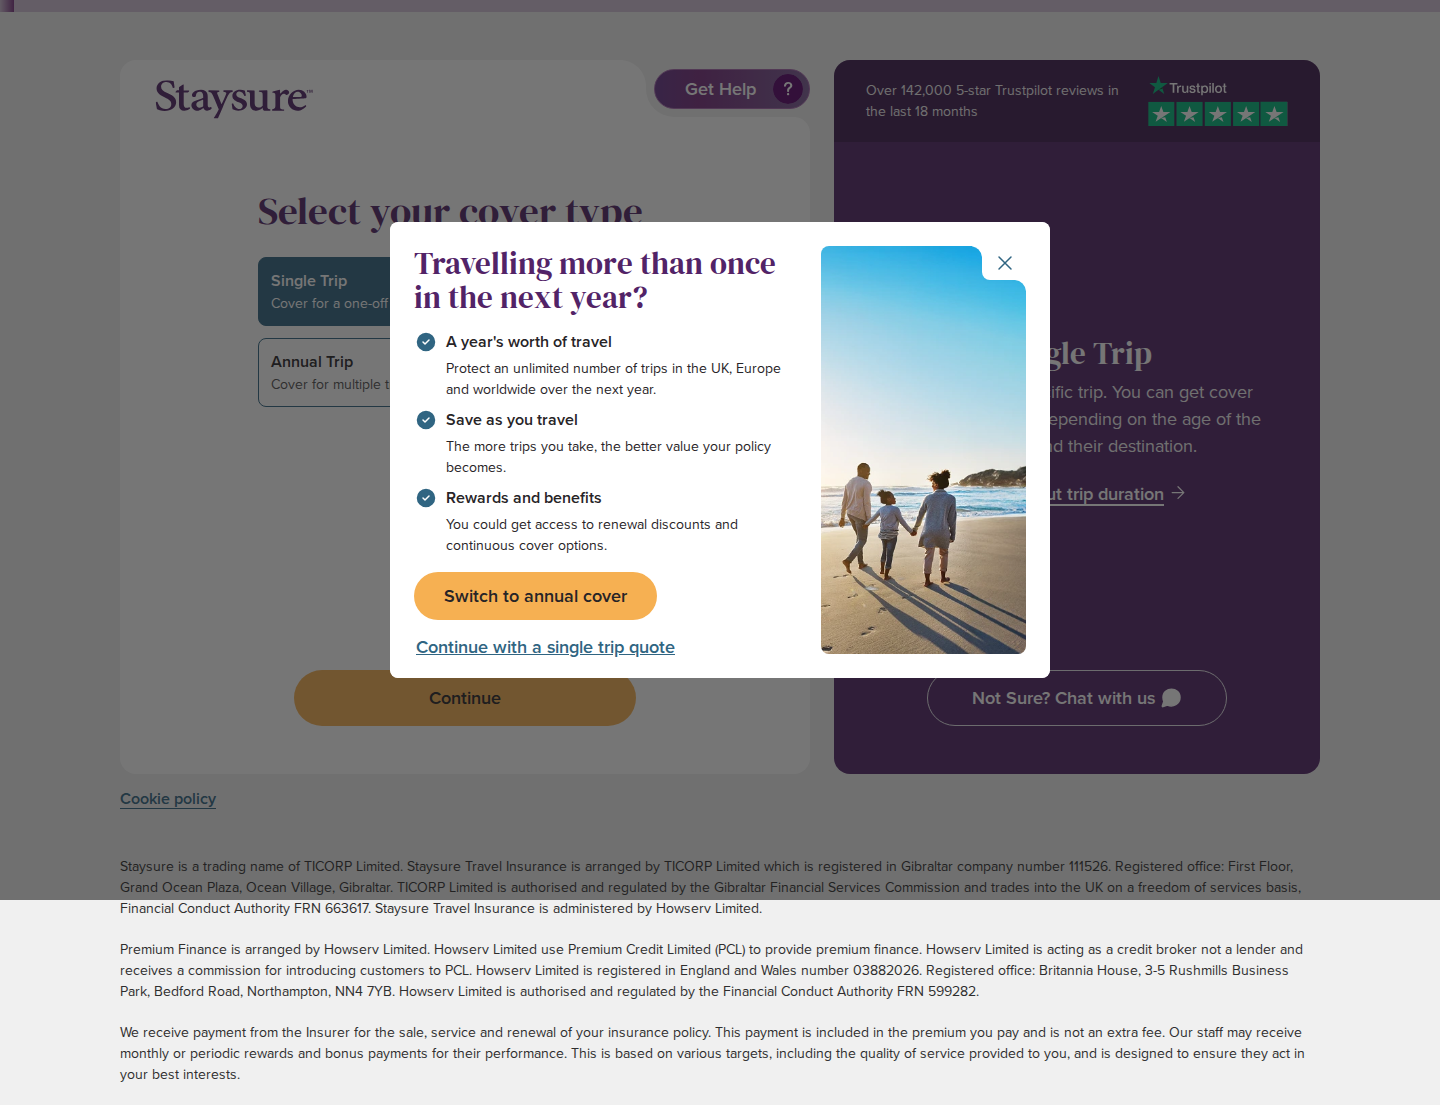 Staysure™
Get Help ?
Over 142,000 5-star Trustpilot reviews in
the last 18 months
Trustpilot
Select your cover type
Single Trip
Cover for a one-off
Annual Trip
Cover for multiple
Travelling more than once
in the next year?
A year's worth of travel
Protect an unlimited number of trips in the UK, Europe
and worldwide over the next year.
Save as you travel
The more trips you take, the better value your policy
becomes.
Rewards and benefits
You could get access to renewal discounts and
continuous cover options.
Switch to annual cover
Continue with a single trip quote
Trip
trip. You can get cover
depending on the age of the
their destination.
trip duration
Continue
Not Sure? Chat with us
Cookie policy
Staysure is a trading name of TICORP Limited. Staysure Travel Insurance is arranged by TICORP Limited which is registered in Gibraltar company number 111526. Registered office: First Floor,
Grand Ocean Plaza, Ocean Village, Gibraltar. TICORP Limited is authorised and regulated by the Gibraltar Financial Services Commission and trades into the UK on a freedom of services basis,
Financial Conduct Authority FRN 663617. Staysure Travel Insurance is administered by Howserv Limited.
Premium Finance is arranged by Howserv Limited. Howserv Limited use Premium Credit Limited (PCL) to provide premium finance. Howserv Limited is acting as a credit broker not a lender and
receives a commission for introducing customers to PCL. Howserv Limited is registered in England and Wales number 03882026. Registered office: Britannia House, 3-5 Rushmills Business
Park, Bedford Road, Northampton, NN4 7YB. Howserv Limited is authorised and regulated by the Financial Conduct Authority FRN 599282.
We receive payment from the Insurer for the sale, service and renewal of your insurance policy. This payment is included in the premium you pay and is not an extra fee. Our staff may receive
monthly or periodic rewards and bonus payments for their performance. This is based on various targets, including the quality of service provided to you, and is designed to ensure they act in
your best interests.